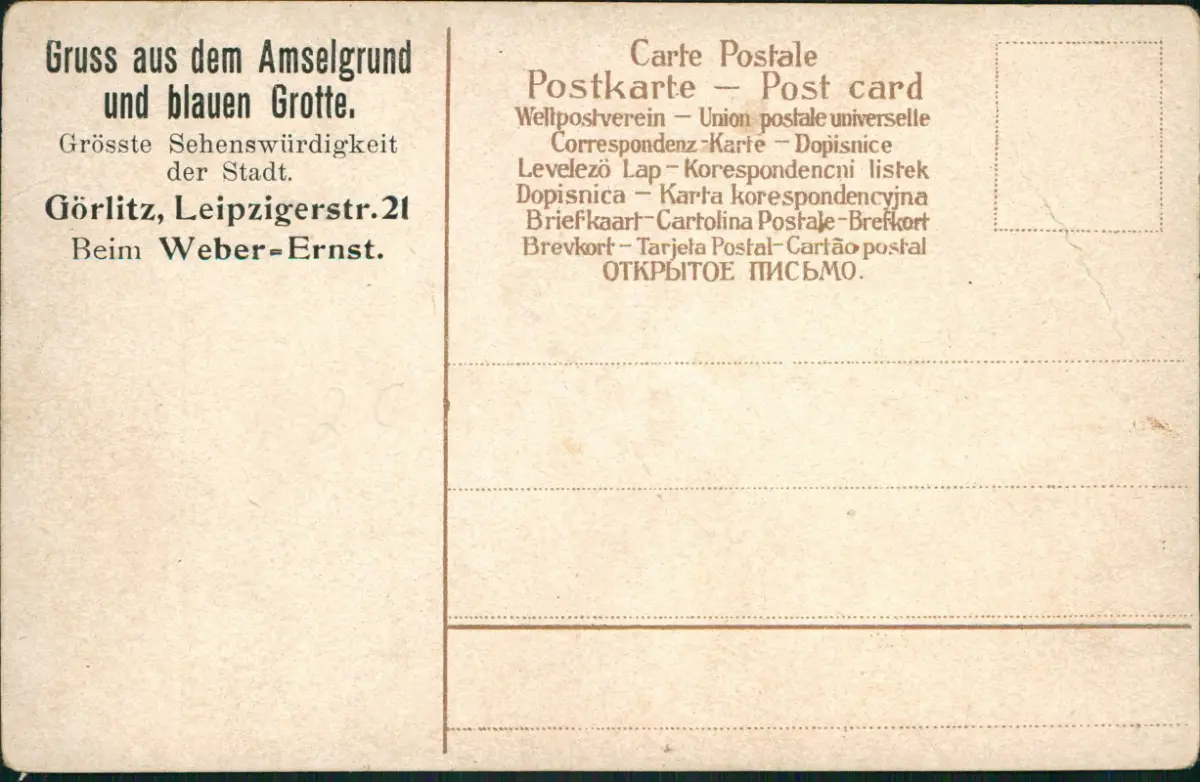 Gruss aus dem Amselgrund
und blauen Grotte.
Grösste Sehenswürdigkeit
der Stadt.
Görlitz, Leipzigerstr. 21
Beim Weber=Ernst.
Carte Postale
Postkarte — Post card
Weltpostverein — Union postale universelle
Correspondenz-Karte — Dopisnice
Levelezö Lap — Korespondencni listek
Dopisnica — Karta korespondencyjna
Briefkaart — Cartolina Postale - Brefkort
Brevkort — Tarjeta Postal — Cartão postal
ОТКРЫТОЕ ПИСЬМО.